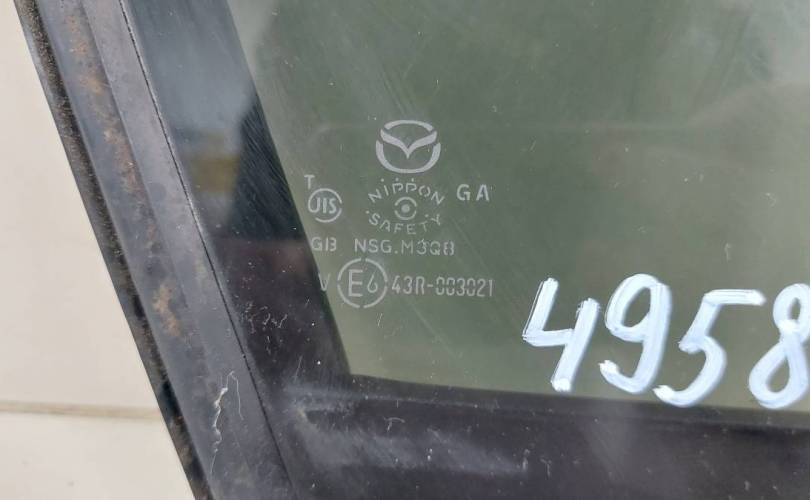 NIPPON
SAFETY
GA
T
JIS
GB NSG.M3Q8
V E6 43R-003021
4958